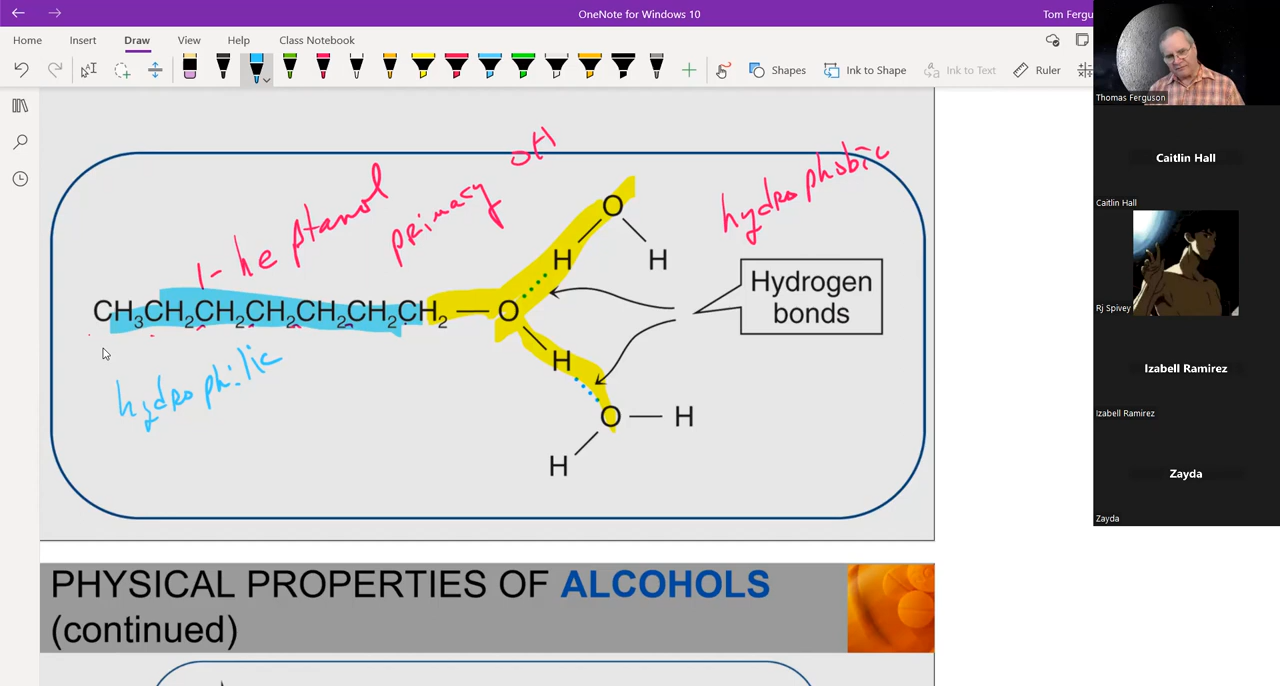 OneNote for Windows 10
Tom Fergu
Home Insert Draw View Help Class Notebook
Shapes Ink to Shape Ink to Text Ruler
Thomas Ferguson
Caitlin Hall
Caitlin Hall
Rj Spivey
Izabell Ramirez
Izabell Ramirez
Zayda
Zayda
1-heptanol
primacy OH
hydrophobic
O
H H
CH₃CH₂CH₂CH₂CH₂CH₂CH₂—O
Hydrogen
bonds
hydrophilic
H
O—H
H
PHYSICAL PROPERTIES OF ALCOHOLS
(continued)